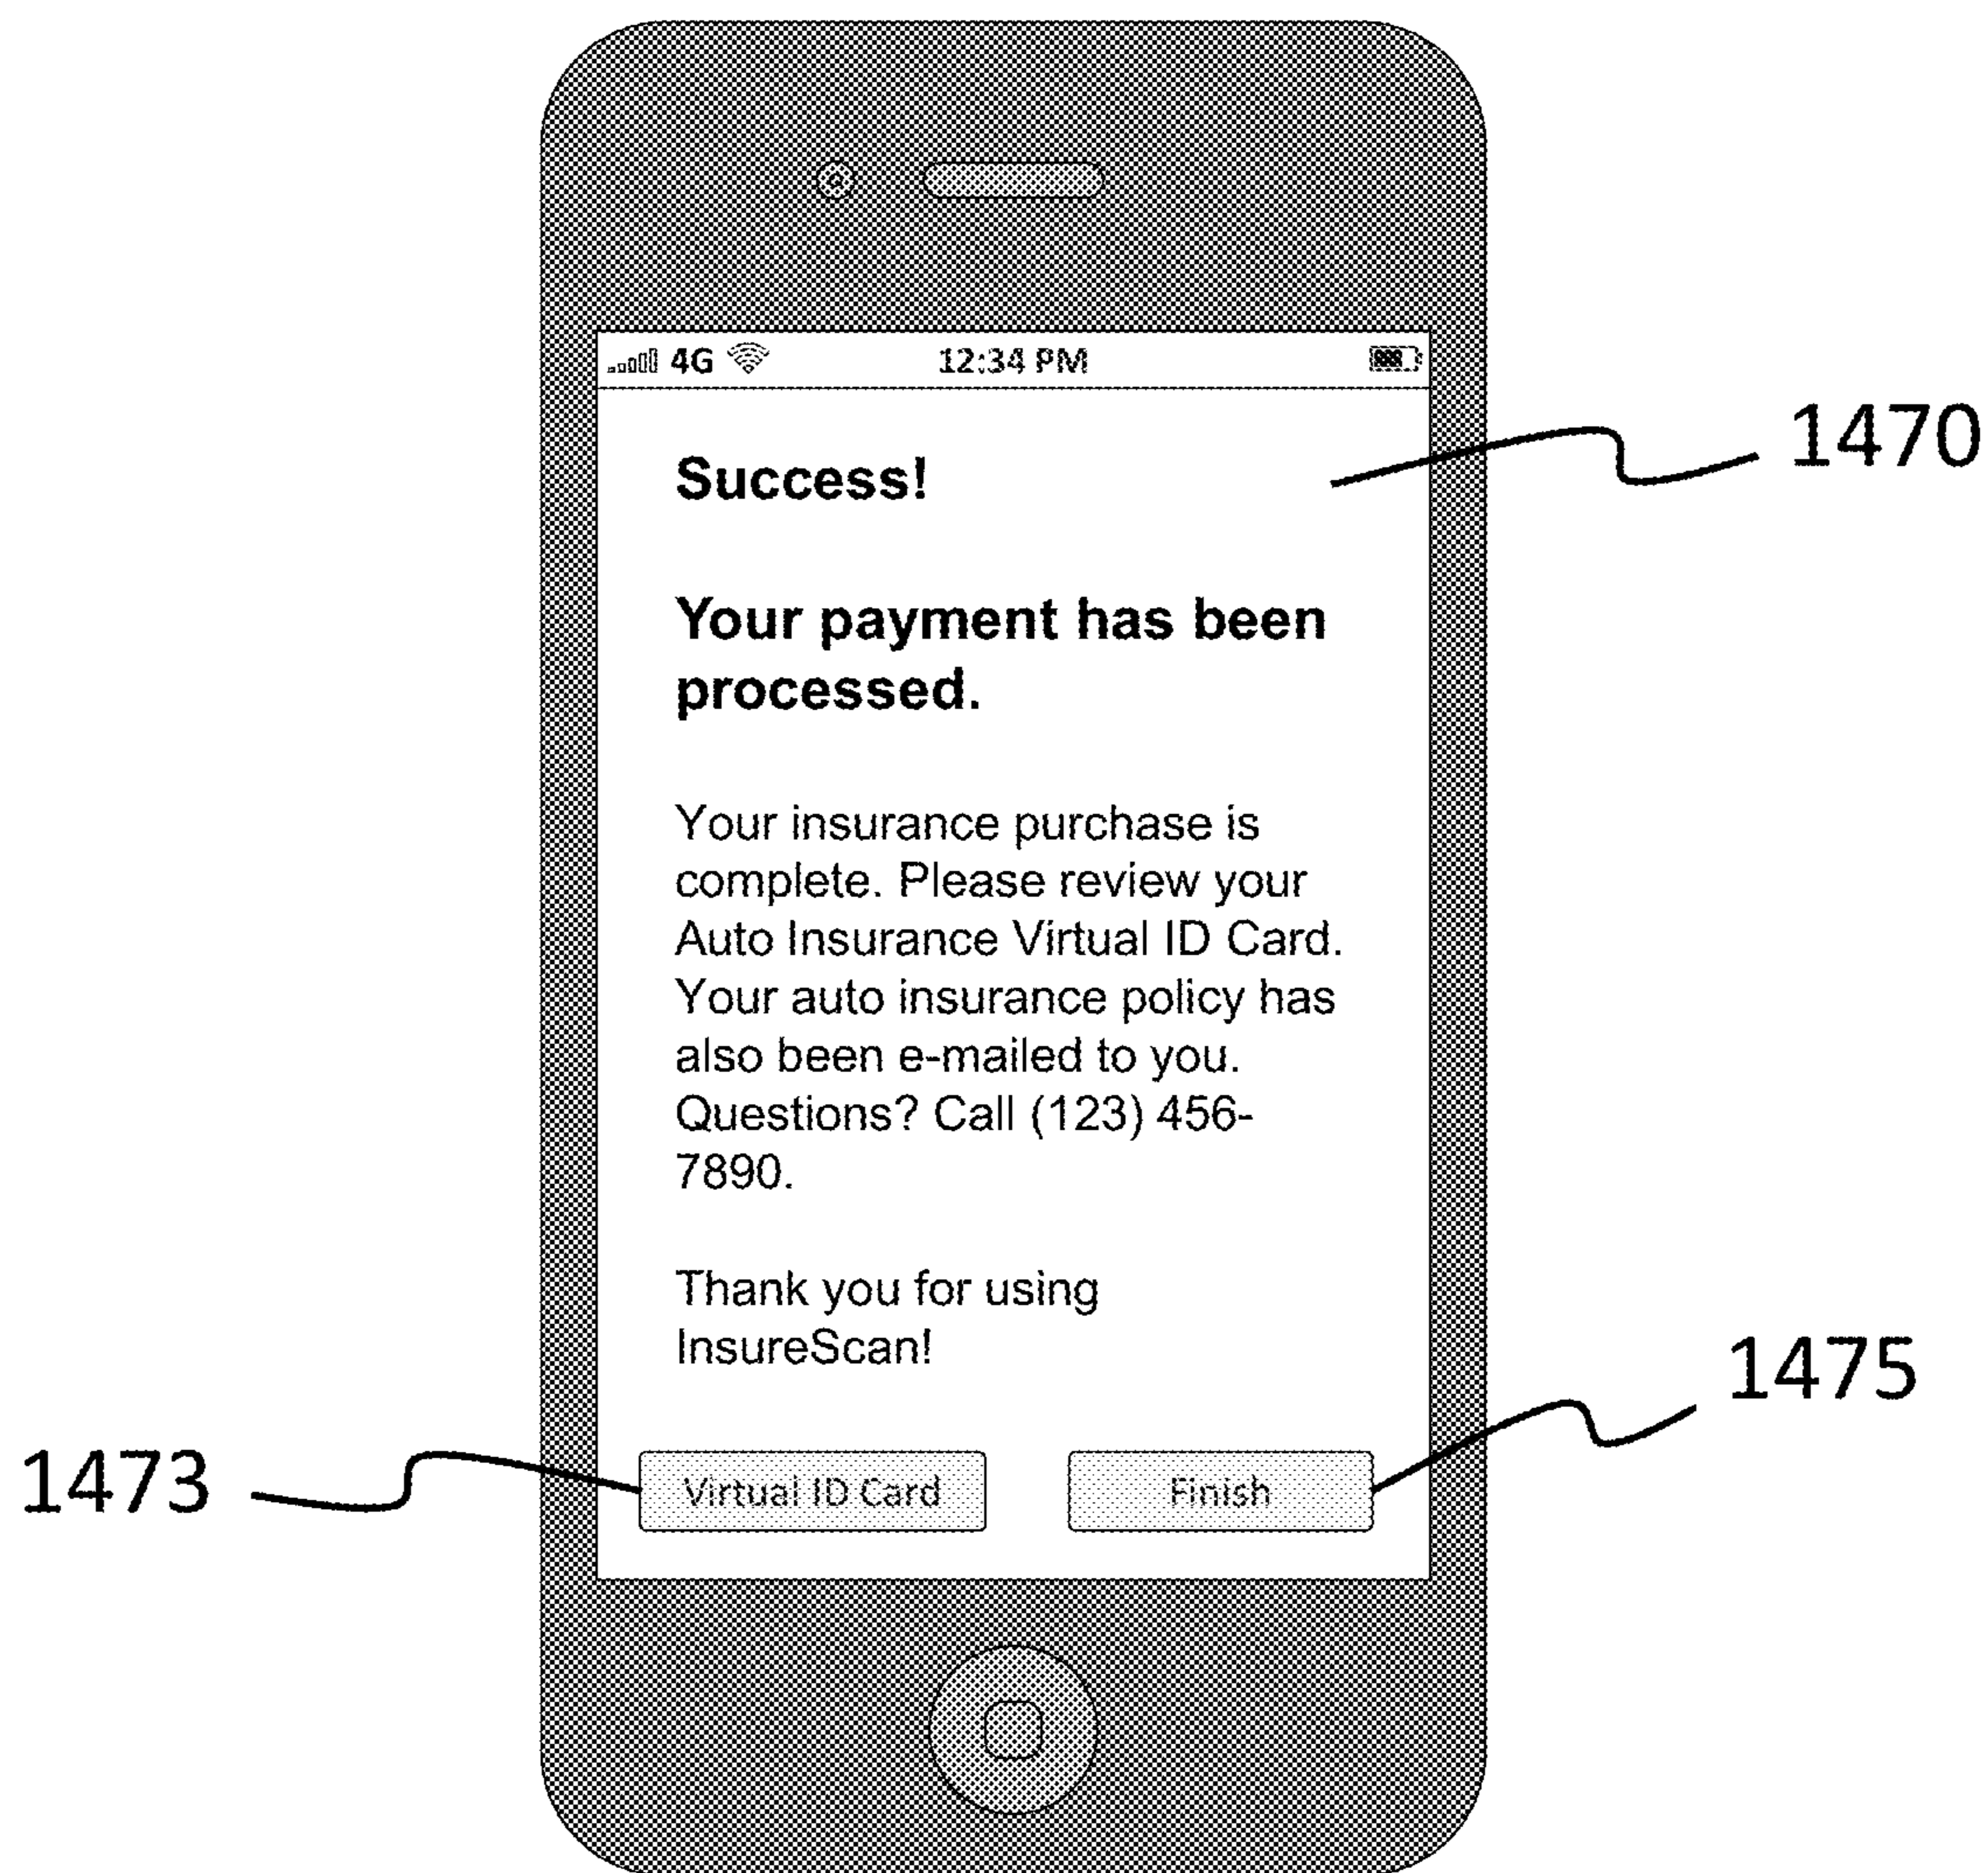 4G 12:34 PM
Success!
1470
Your payment has been
processed.
Your insurance purchase is
complete. Please review your
Auto Insurance Virtual ID Card.
Your auto insurance policy has
also been e-mailed to you.
Questions? Call (123) 456-
7890.
Thank you for using
InsureScan!
1475
1473
Virtual ID Card Finish